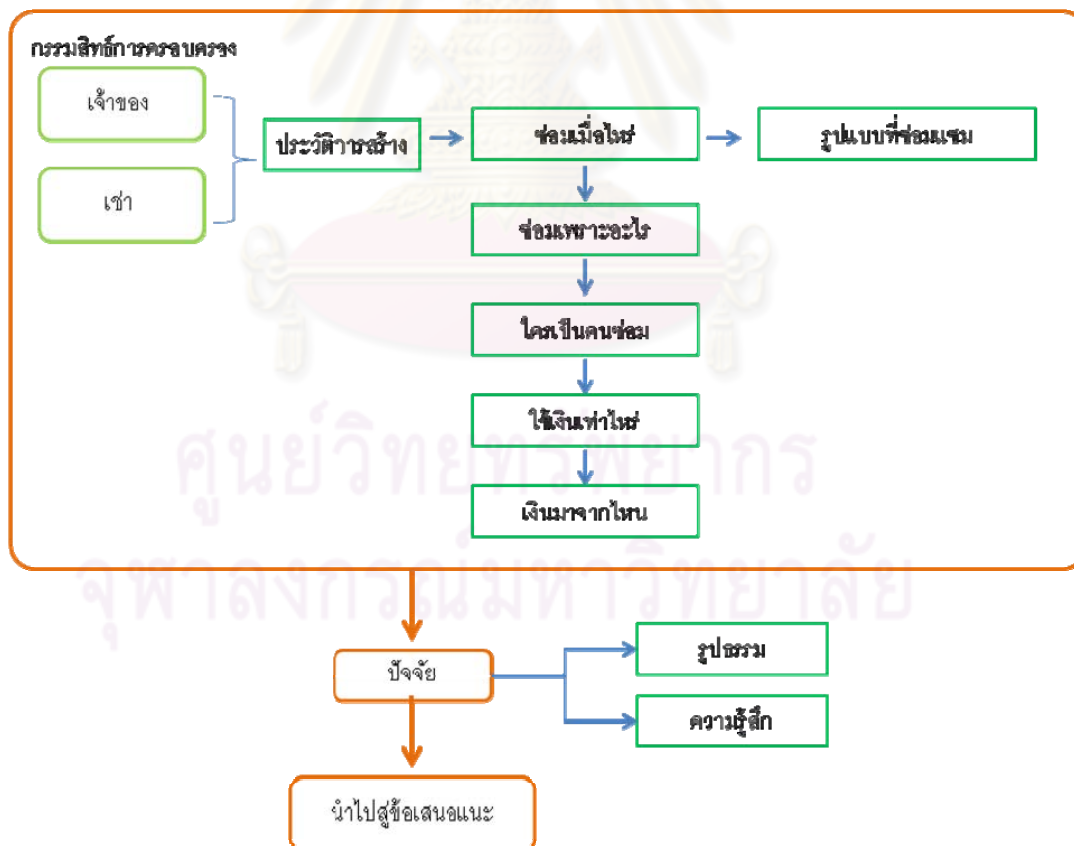 กรรมสิทธิ์การครอบครอง
เจ้าของ
เช่า
ประวัติการสร้าง
ซ่อมเมื่อไหร่
รูปแบบที่ซ่อมแซม
ซ่อมเพราะอะไร
ใครเป็นคนซ่อม
ใช้เงินเท่าไหร่
เงินมาจากไหน
ศูนย์วิทยทรัพยากร
จุฬาลงกรณ์มหาวิทยาลัย
ปัจจัย
รูปธรรม
ความรู้สึก
นำไปสู่ข้อเสนอแนะ